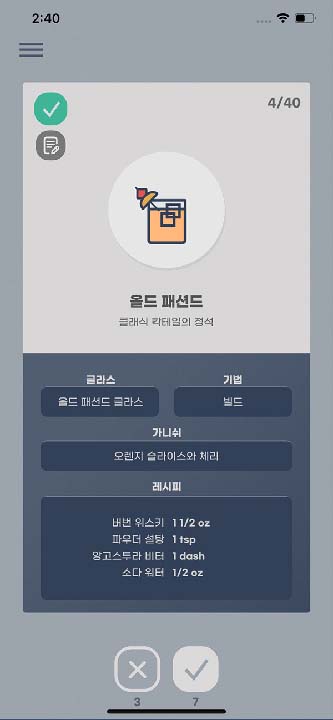 2:40
4/40
올드 패션드
클래식 칵테일의 정석
글라스
기법
올드 패션드 글라스
빌드
가니쉬
오렌지 슬라이스와 체리
레시피
버번 위스키 1 1/2 oz
파우더 설탕 1 tsp
앙고스투라 비터 1 dash
소다 워터 1/2 oz
3
7